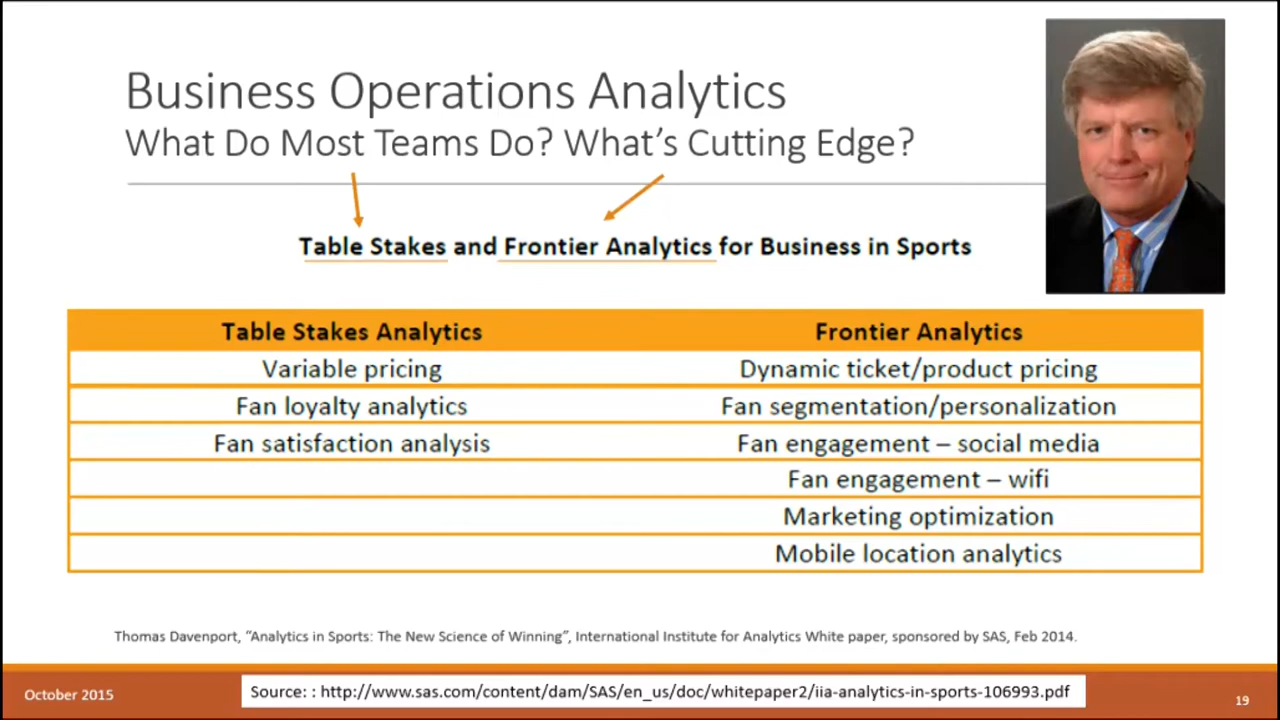 Business Operations Analytics
What Do Most Teams Do? What's Cutting Edge?
Table Stakes and Frontier Analytics for Business in Sports
Table Stakes Analytics Frontier Analytics
Variable pricing Dynamic ticket/product pricing
Fan loyalty analytics Fan segmentation/personalization
Fan satisfaction analysis Fan engagement – social media
Fan engagement – wifi
Marketing optimization
Mobile location analytics
Thomas Davenport, “Analytics in Sports: The New Science of Winning”, International Institute for Analytics White paper, sponsored by SAS, Feb 2014.
October 2015 Source: : http://www.sas.com/content/dam/SAS/en_us/doc/whitepaper2/iia-analytics-in-sports-106993.pdf 19